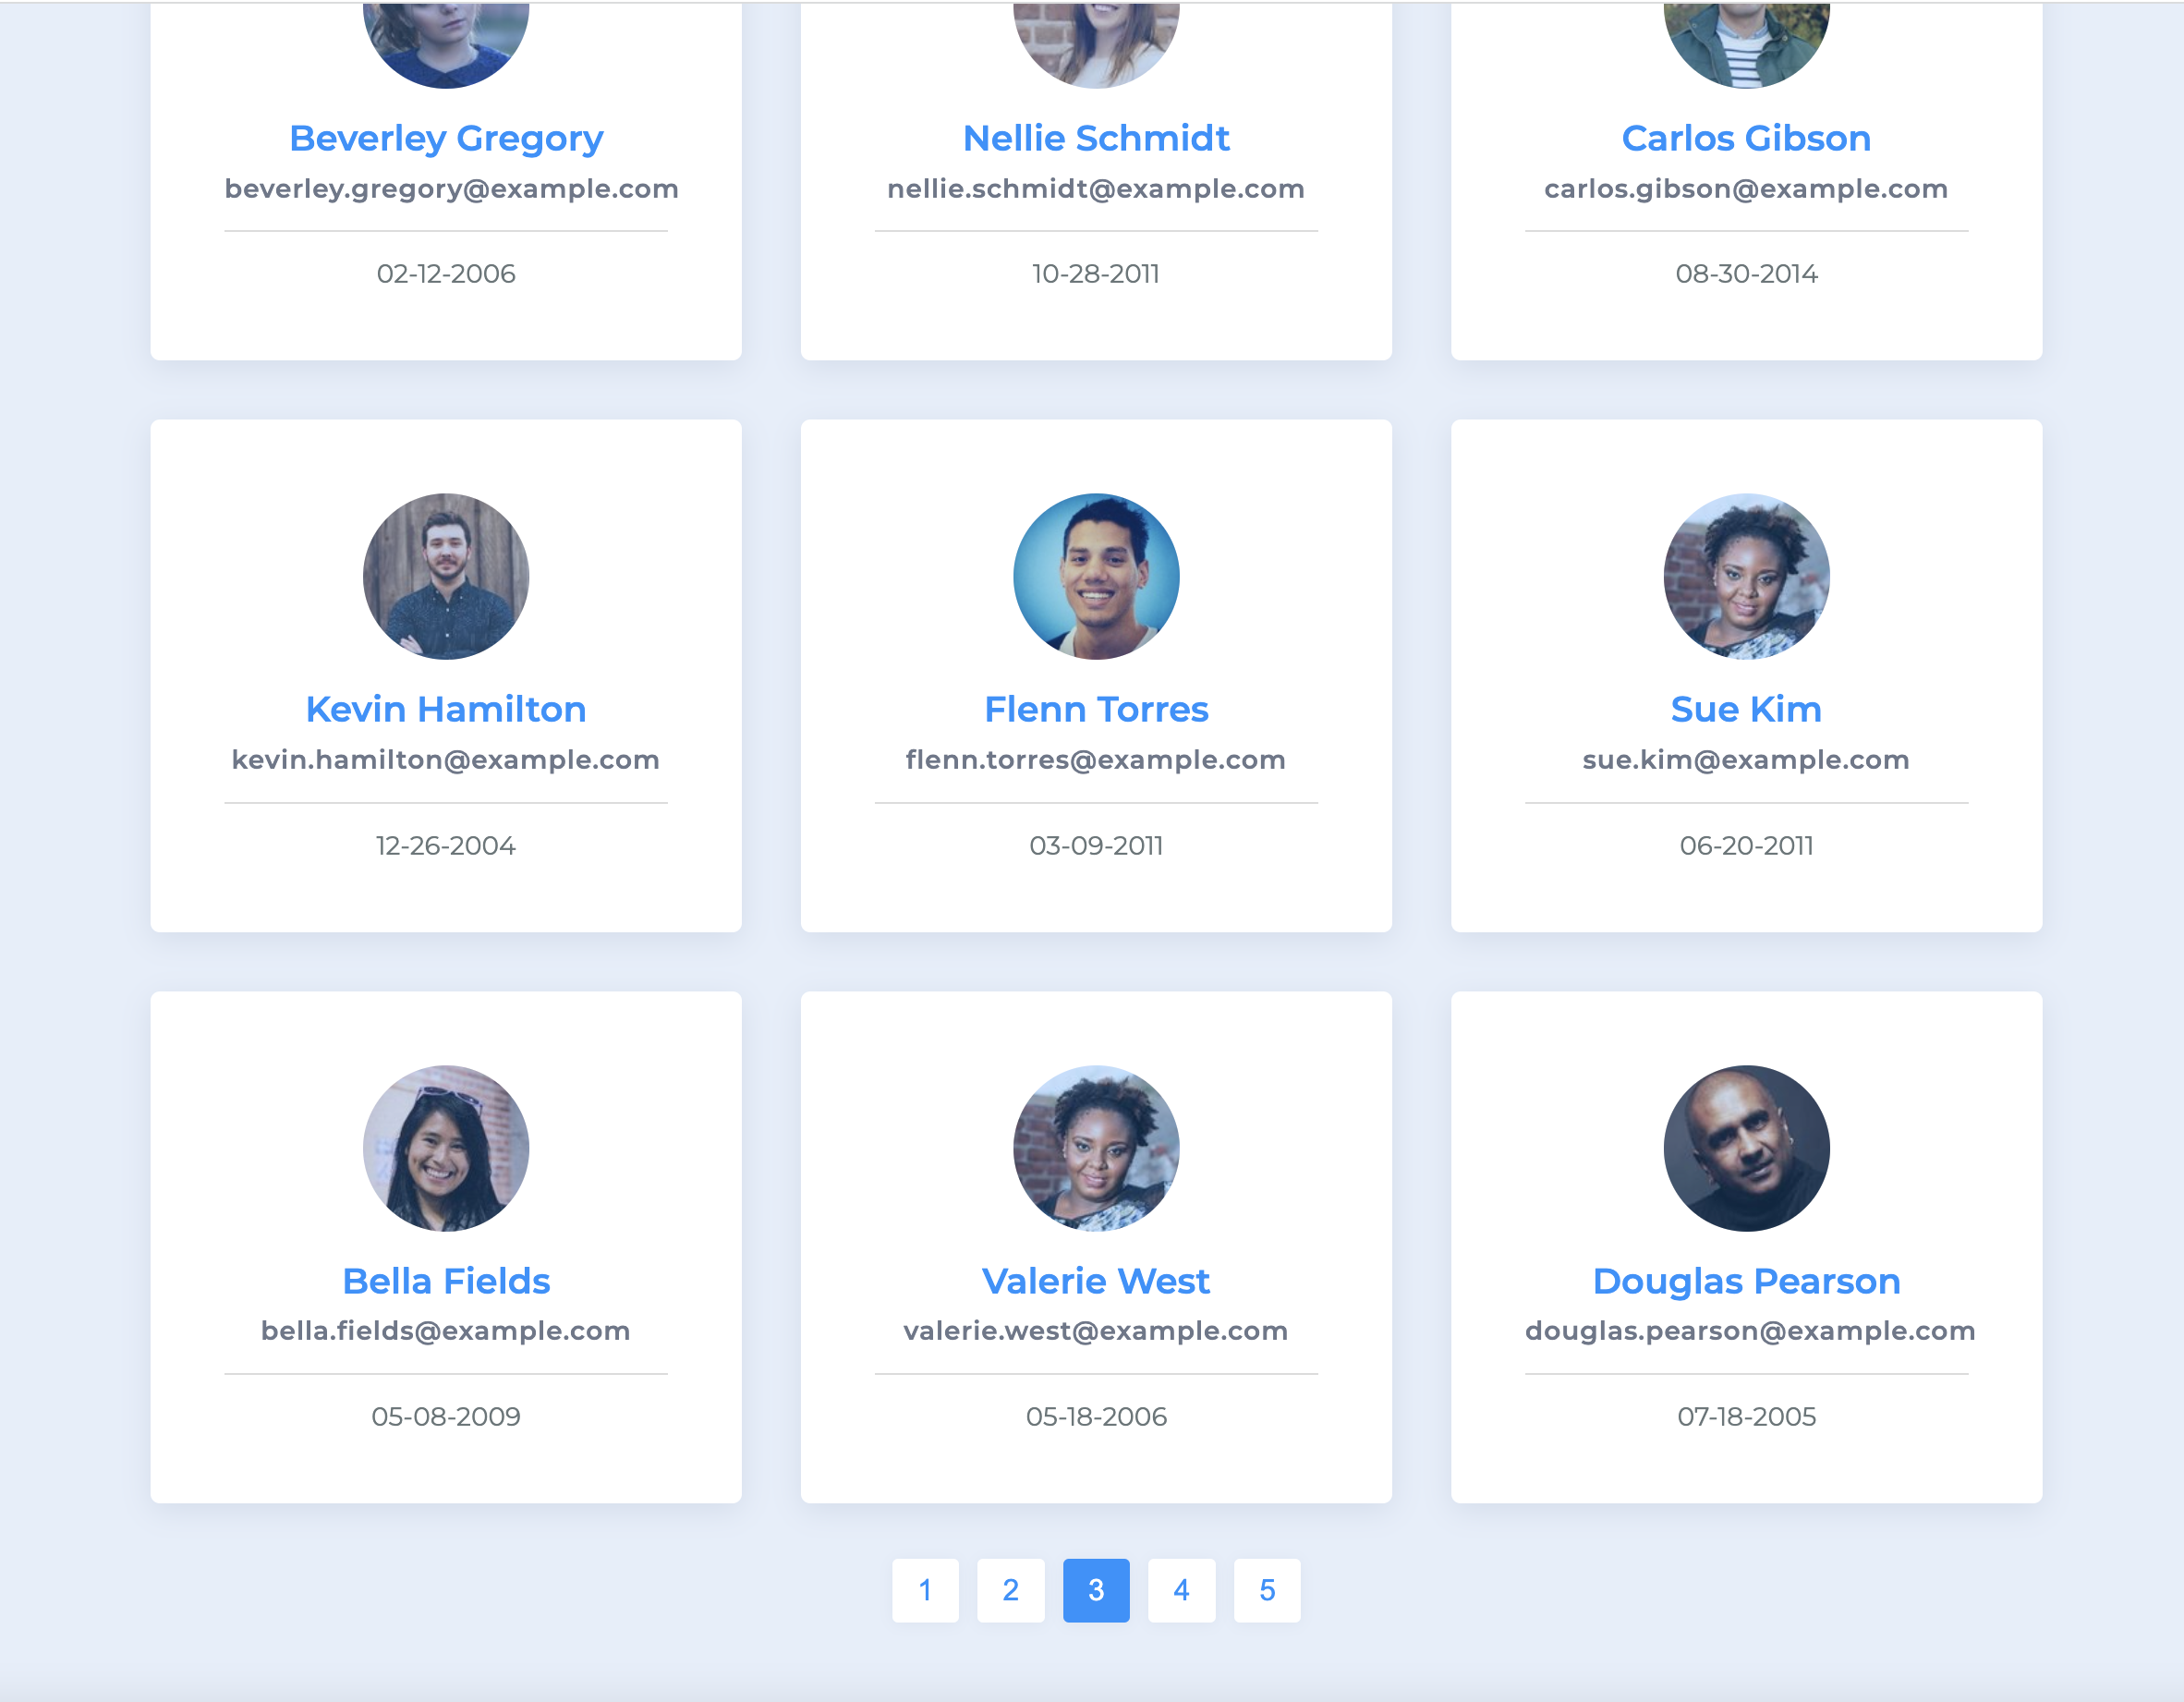 Beverley Gregory
beverley.gregory@example.com
02-12-2006
Nellie Schmidt
nellie.schmidt@example.com
10-28-2011
Carlos Gibson
carlos.gibson@example.com
08-30-2014
Kevin Hamilton
kevin.hamilton@example.com
12-26-2004
Flenn Torres
flenn.torres@example.com
03-09-2011
Sue Kim
sue.kim@example.com
06-20-2011
Bella Fields
bella.fields@example.com
05-08-2009
Valerie West
valerie.west@example.com
05-18-2006
Douglas Pearson
douglas.pearson@example.com
07-18-2005
1 2 3 4 5